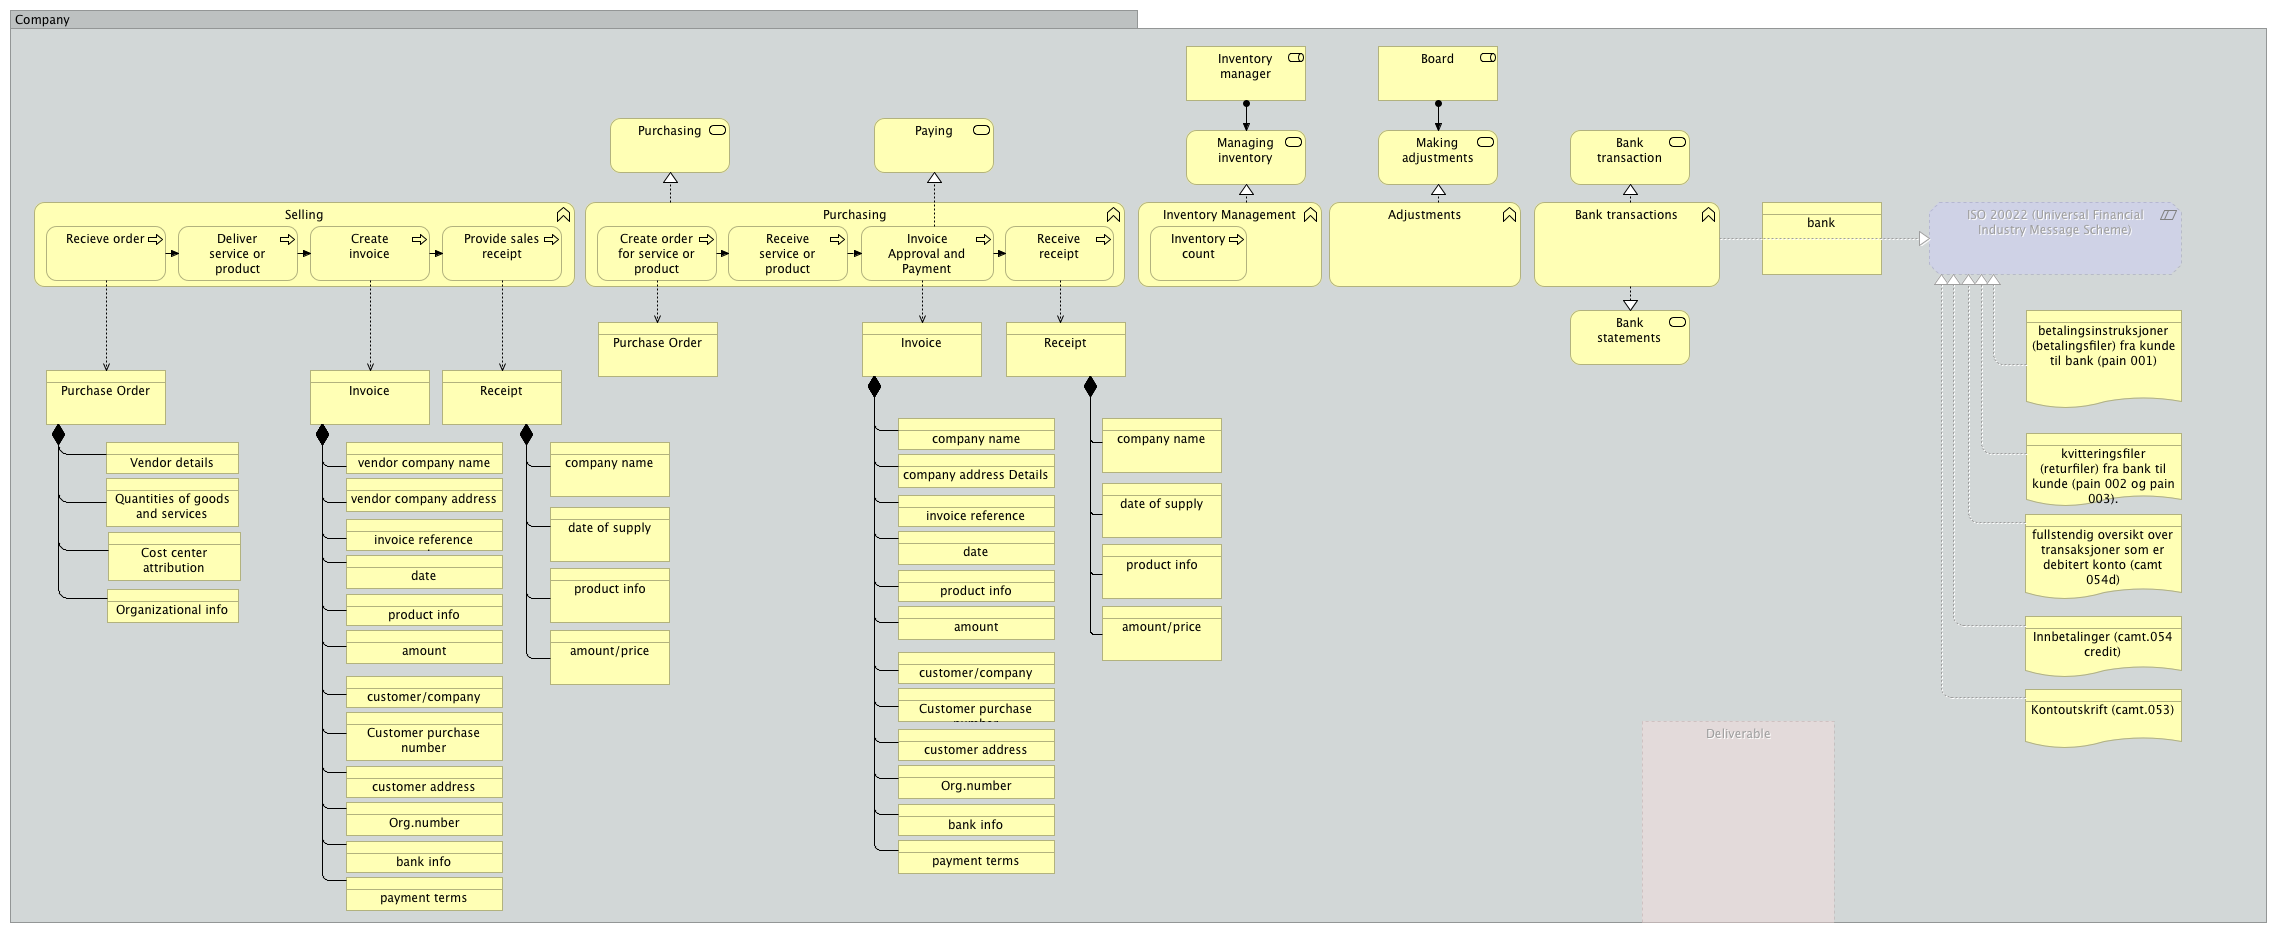 Company
Inventory
manager
Board
Purchasing
Paying
Managing
inventory
Making
adjustments
Bank
transaction
Selling
Recieve order
Deliver
service or
product
Create
invoice
Provide sales
receipt
Purchasing
Create order
for service or
product
Receive
service or
product
Invoice
Approval and
Payment
Receive
receipt
Inventory Management
Inventory
count
Adjustments
Bank transactions
bank
ISO 20022 (Universal Financial
Industry Message Scheme)
Bank
statements
Purchase Order
Invoice
Receipt
Purchase Order
Vendor details
Quantities of goods
and services
Cost center
attribution
Organizational info
Invoice
vendor company name
vendor company address
invoice reference
date
product info
amount
customer/company
Customer purchase
number
customer address
Org.number
bank info
payment terms
Receipt
company name
date of supply
product info
amount/price
company name
company address Details
invoice reference
date
product info
amount
customer/company
Customer purchase
customer address
Org.number
bank info
payment terms
company name
date of supply
product info
amount/price
betalingsinstruksjoner
(betalingsfiler) fra kunde
til bank (pain 001)
kvitteringsfiler
(returfiler) fra bank til
kunde (pain 002 og pain
003).
fullstendig oversikt over
transaksjoner som er
debitert konto (camt
054d)
Innbetalinger (camt.054
credit)
Kontoutskrift (camt.053)
Deliverable